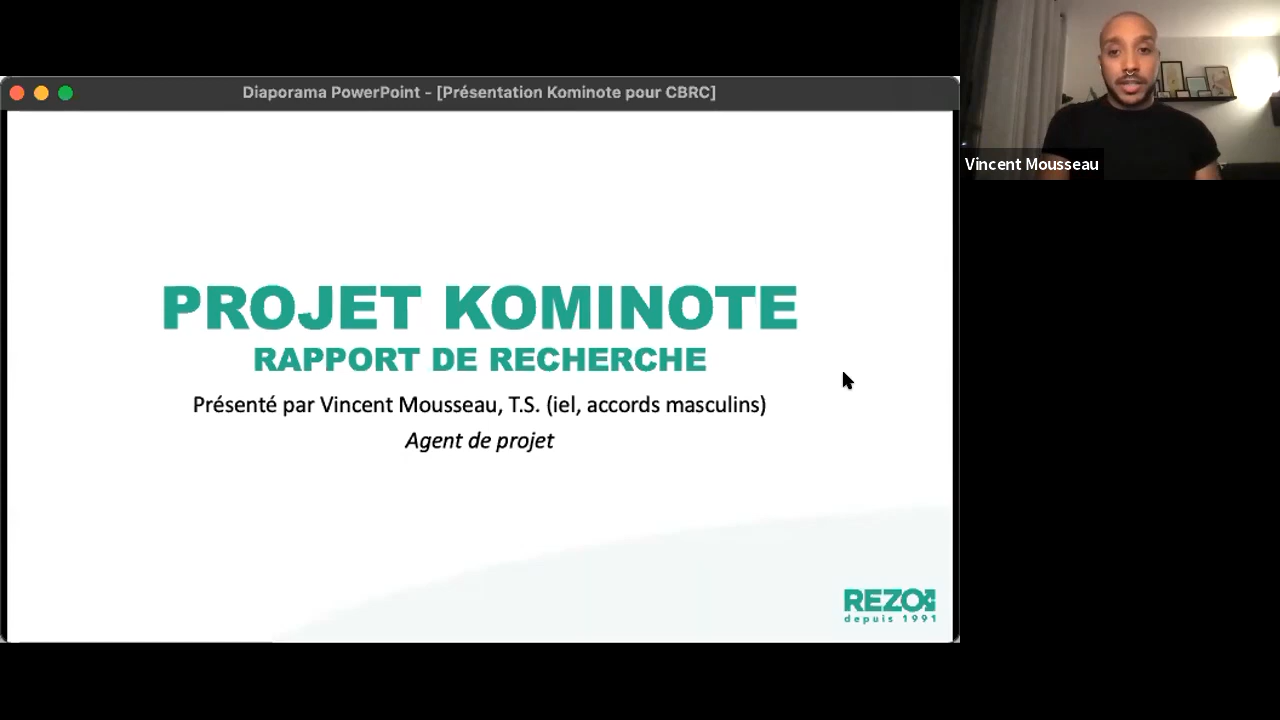 Diaporama PowerPoint - [Présentation Kominote pour CBRC]
Vincent Mousseau
PROJET KOMINOTE
RAPPORT DE RECHERCHE
Présenté par Vincent Mousseau, T.S. (iel, accords masculins)
Agent de projet
REZO
depuis 1991